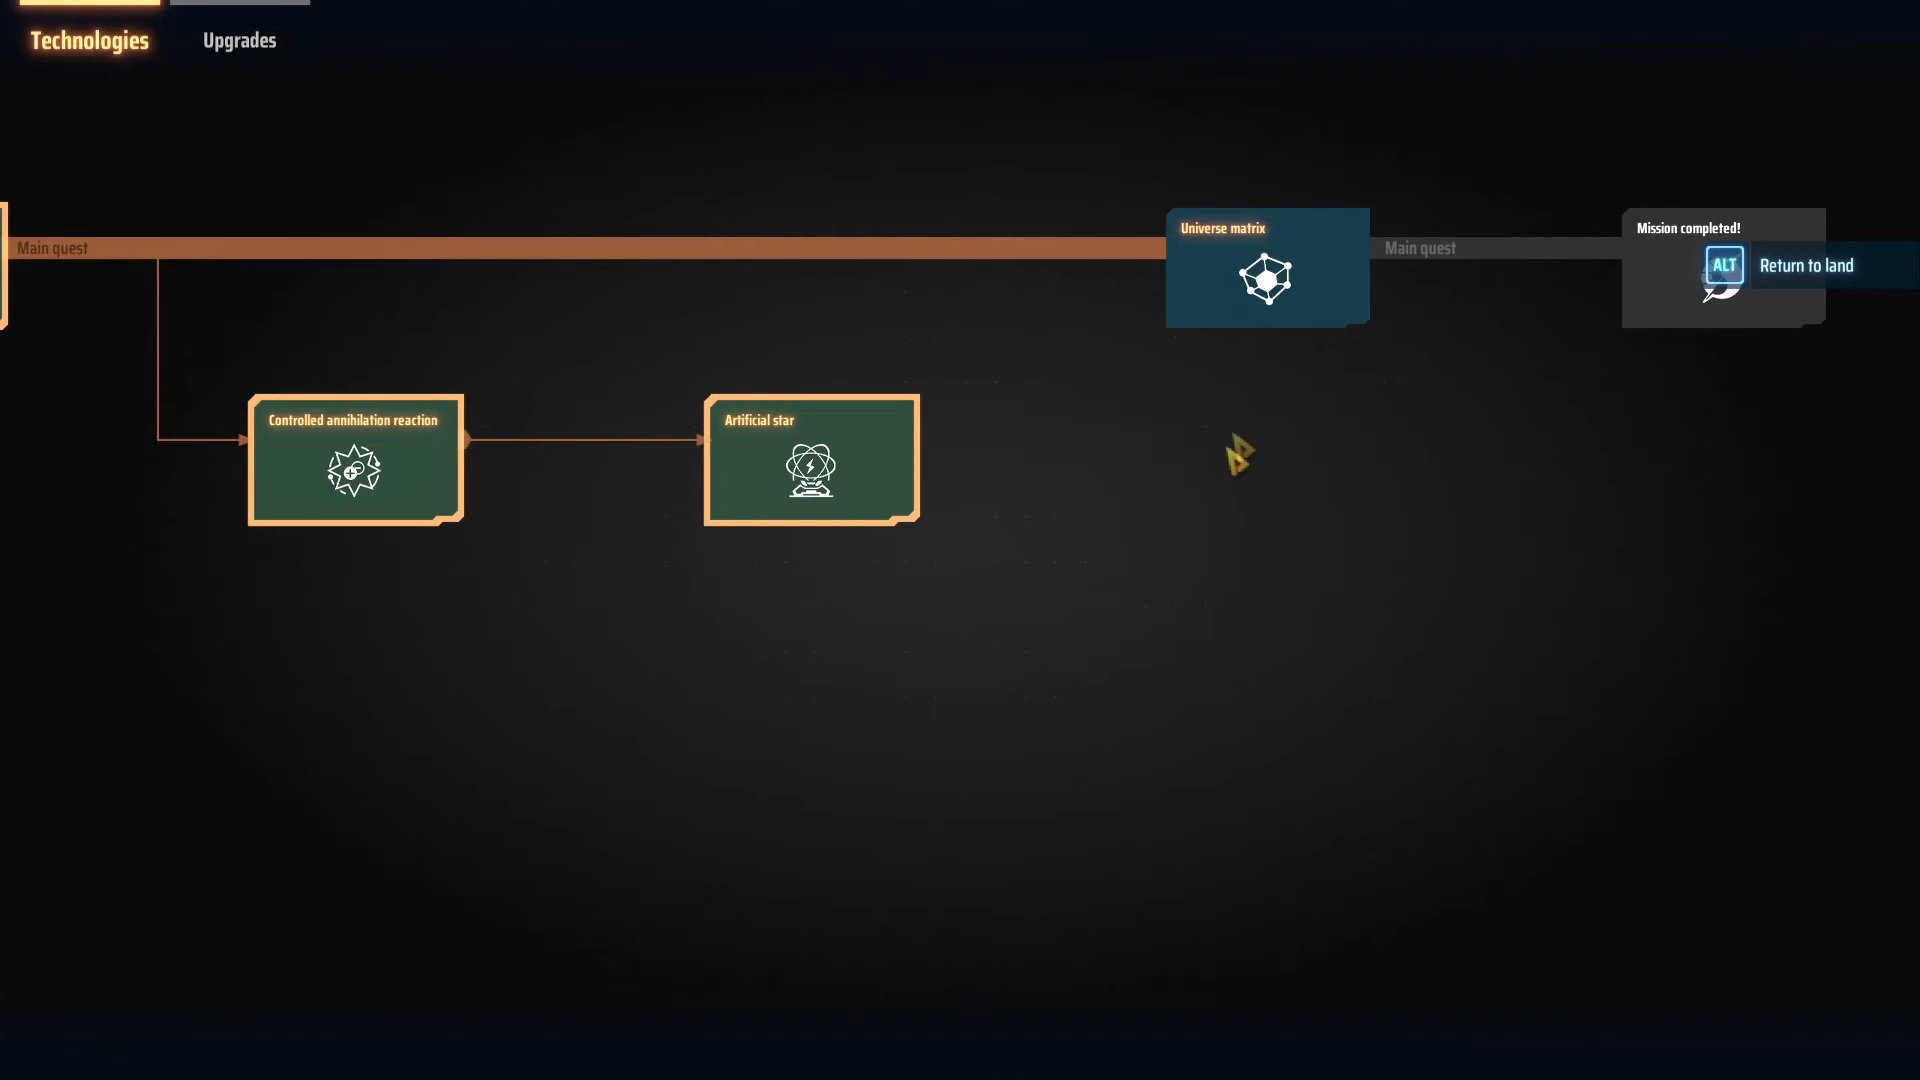 Technologies
Upgrades
Main quest
Universe matrix
Main quest
Mission completed!
ALT
Return to land
Controlled annihilation reaction
Artificial star